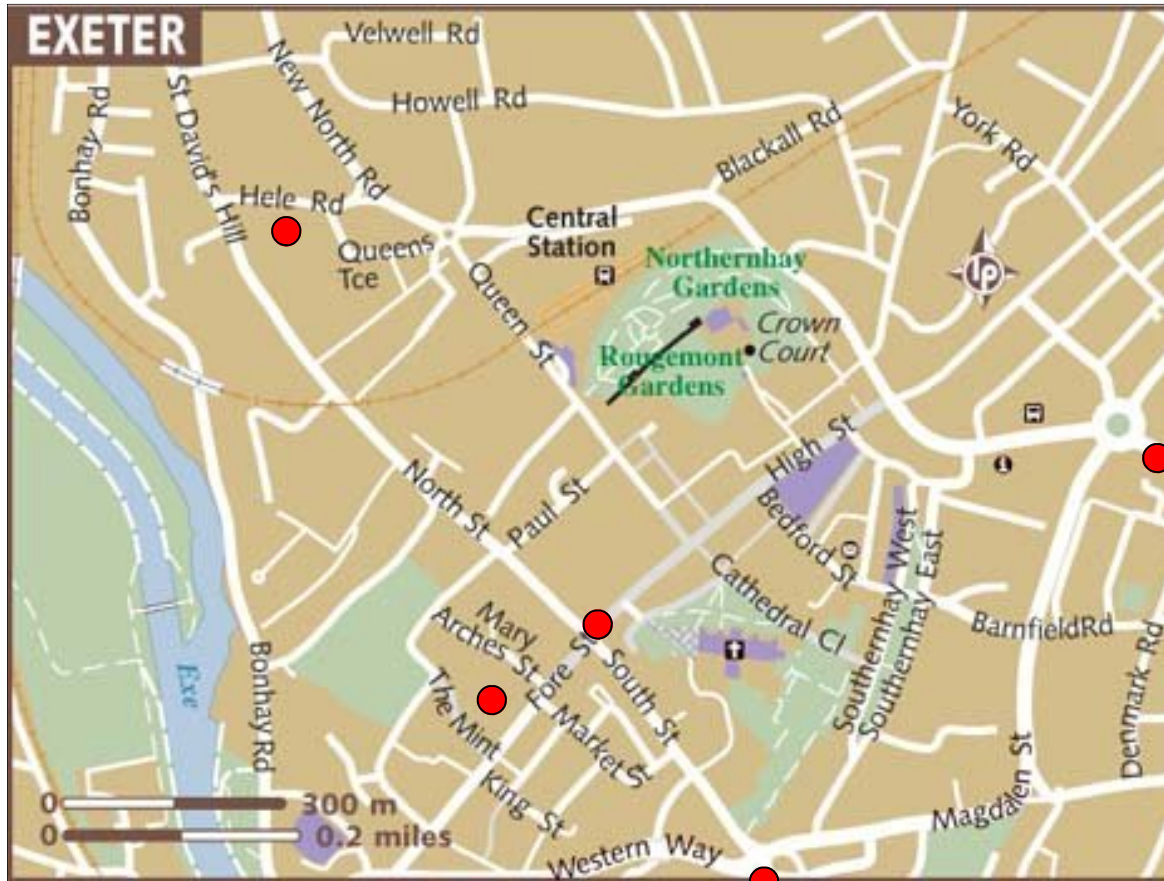 EXETER
Velwell Rd
New North Rd
Howell Rd
Bonhay Rd
St David's Hill
Blackall Rd
York Rd
Hele Rd
Central
Station
Queens
Tce
Northernhay
Gardens
lp
Queen St
Crown
Court
Rougemont
Gardens
High St
North St
Paul St
Bedford St
Cathedral Cl
Southernhay West
Southernhay East
BarnfieldRd
Denmark Rd
Mary
Arches St
Fore St
South St
Exe
Bonhay Rd
The Mint
Market St
King St
Magdalen St
Western Way
0 300 m
0 0.2 miles